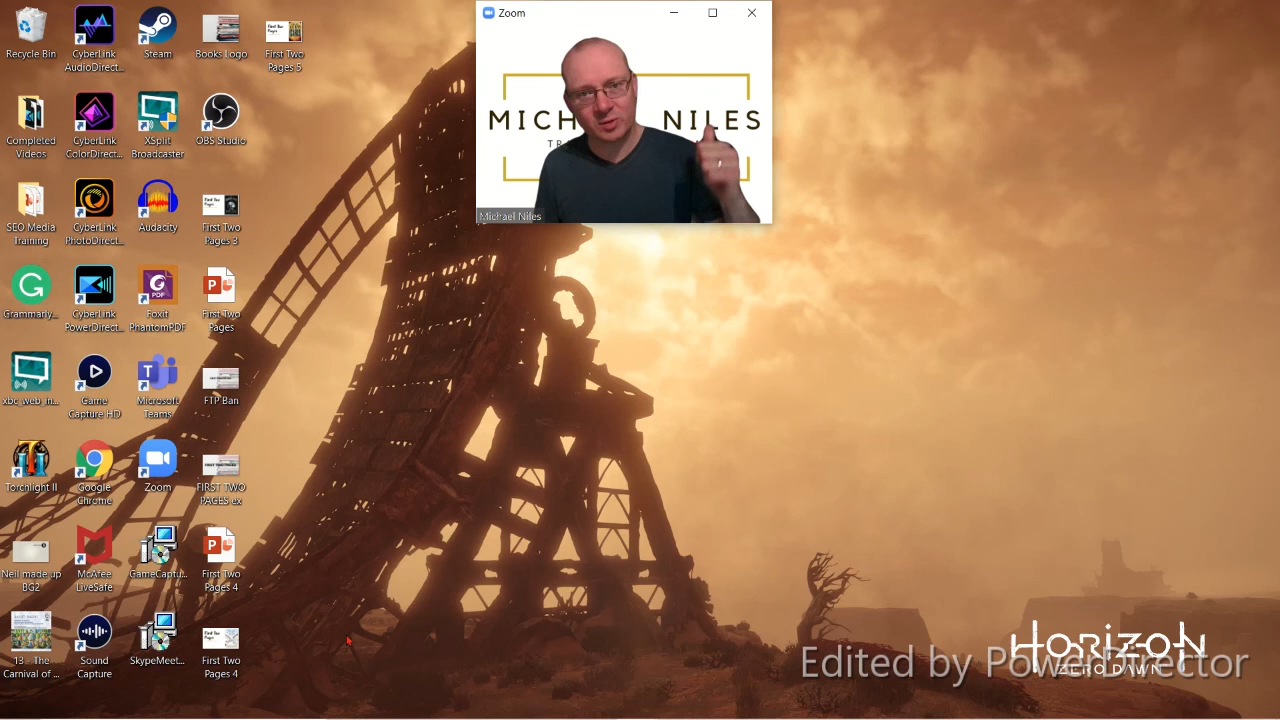 Recycle Bin
CyberLink
AudioDirect...
Steam
Books Logo
First Two
Pages 5
Completed
Videos
CyberLink
ColorDirect...
XSplit
Broadcaster
OBS Studio
SEO Media
Training
CyberLink
PhotoDirect...
Audacity
First Two
Pages 3
Grammarly...
CyberLink
PowerDirect...
Foxit
PhantomPDF
First Two
Pages
xbc_web_in...
Game
Capture HD
Microsoft
Teams
FTP Ban
Torchlight II
Google
Chrome
Zoom
FIRST TWO
PAGES ex
Neil made up
BG2
McAfee
LiveSafe
GameCaptu...
First Two
Pages 4
13 - The
Carnival of ...
Sound
Capture
SkypeMeet...
First Two
Pages 4
Zoom
MICH NILES
TR
Michael Niles
HORIZON
ZERO DAWN
Edited by PowerDirector